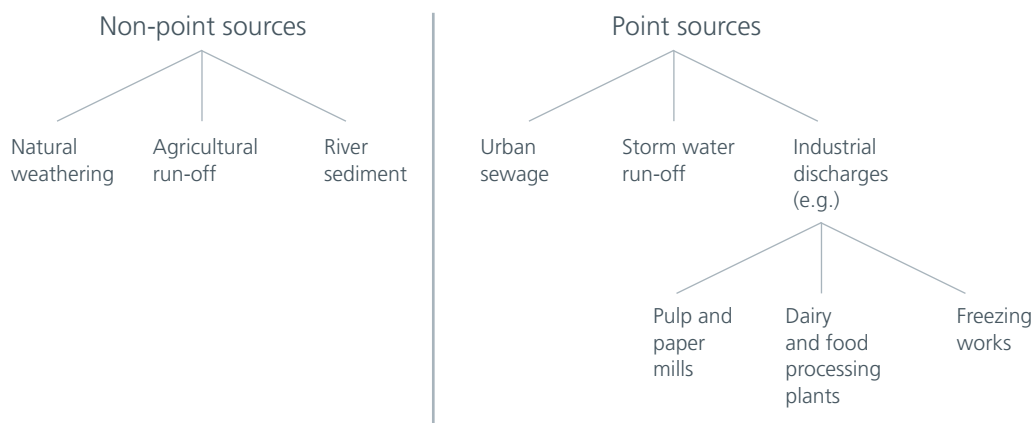 Non-point sources
Natural
weathering
Agricultural
run-off
River
sediment
Point sources
Urban
sewage
Storm water
run-off
Industrial
discharges
(e.g.)
Pulp and
paper
mills
Dairy
and food
processing
plants
Freezing
works